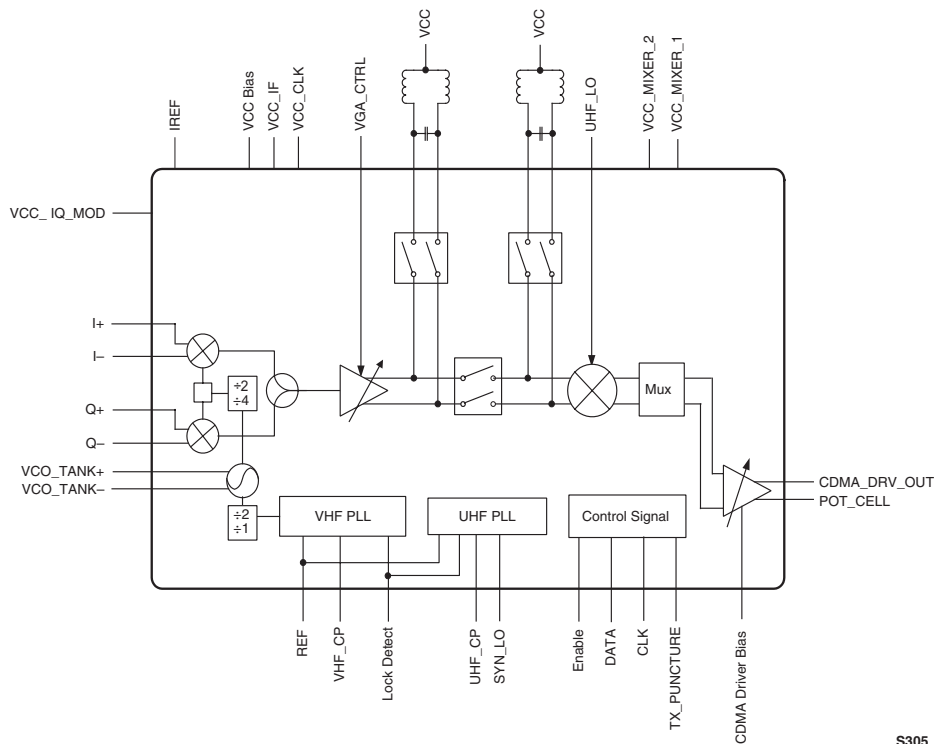 VCC
VCC
IREF
VCC Bias
VCC_IF
VCC_CLK
VGA_CTRL
UHF_LO
VCC_MIXER_2
VCC_MIXER_1
VCC_ IQ_MOD
I+
I–
Q+
Q–
÷2
÷4
Mux
VCO_TANK+
VCO_TANK–
÷2
÷1
VHF PLL
UHF PLL
Control Signal
CDMA_DRV_OUT
POT_CELL
REF
VHF_CP
Lock Detect
UHF_CP
SYN_LO
Enable
DATA
CLK
TX_PUNCTURE
CDMA Driver Bias
S305